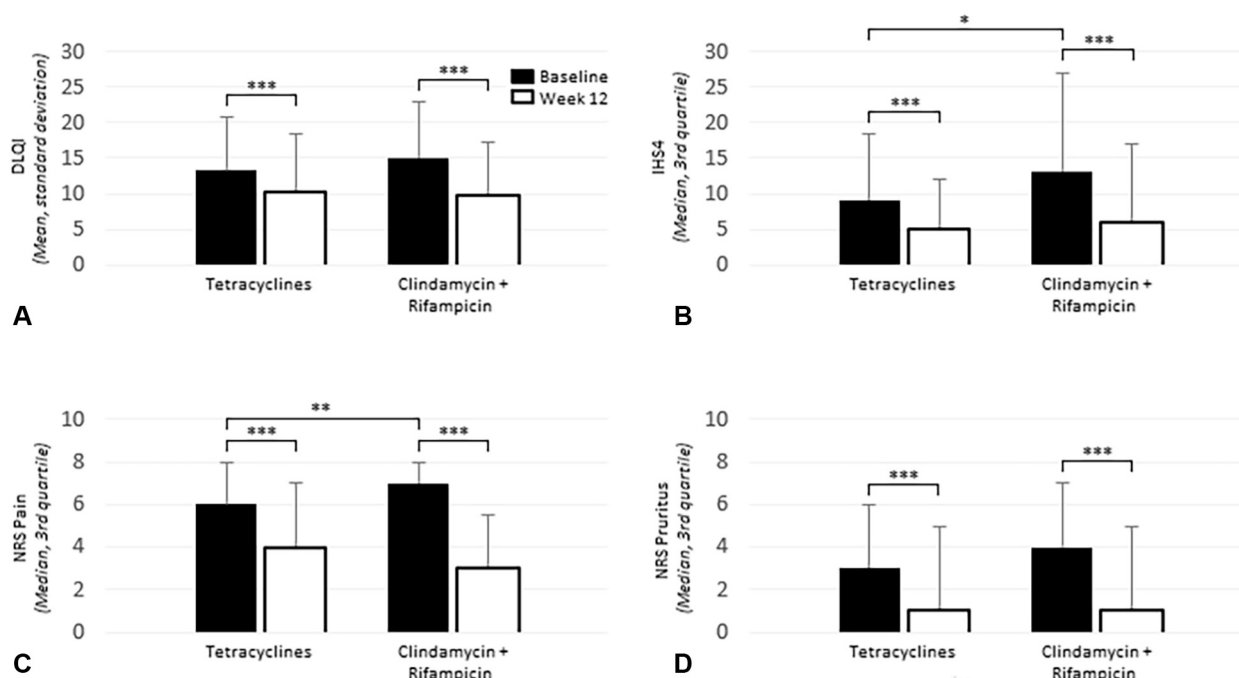 DLQI
(Mean, standard deviation)
30
25
20
15
10
5
0
***
***
Baseline
Week 12
Tetracyclines
Clindamycin +
Rifampicin
A
IHS4
(Median, 3rd quartile)
30
25
20
15
10
5
0
*
***
***
Tetracyclines
Clindamycin +
Rifampicin
B
NRS Pain
(Median, 3rd quartile)
10
8
6
4
2
0
**
***
***
Tetracyclines
Clindamycin +
Rifampicin
C
NRS Pruritus
(Median, 3rd quartile)
10
8
6
4
2
0
***
***
Tetracyclines
Clindamycin +
Rifampicin
D